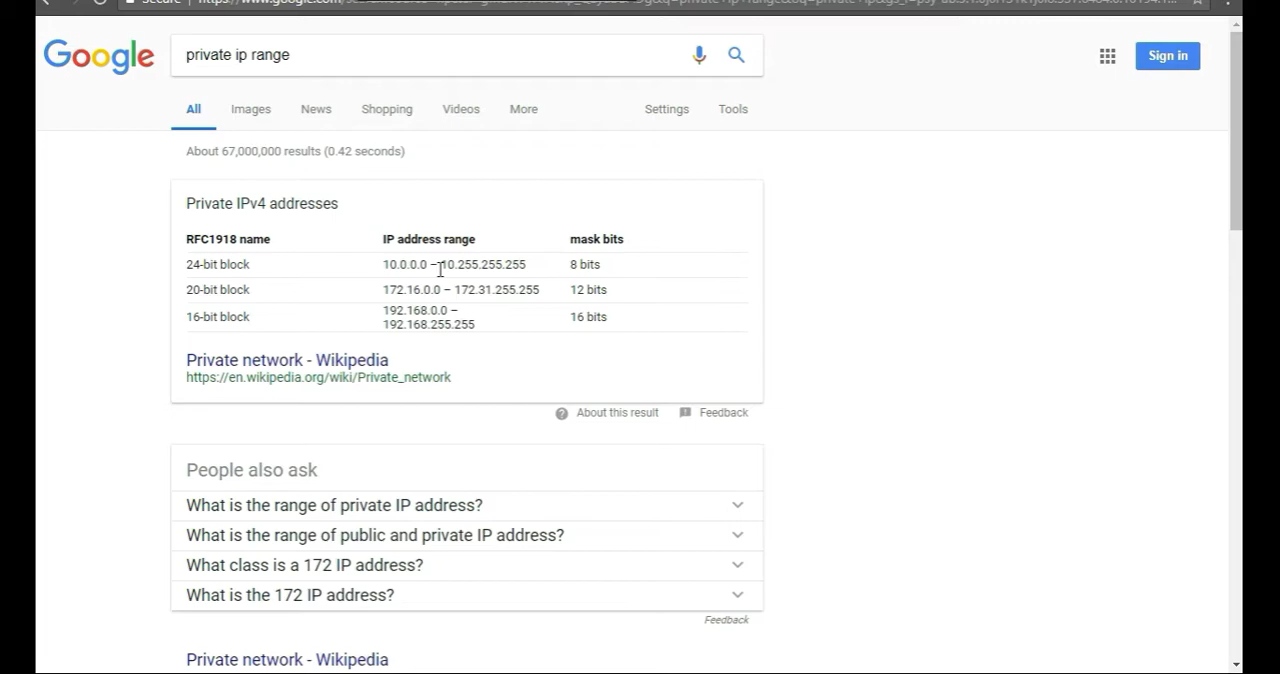 Secure
https://www.google.com/
Google
private ip range
Sign in
All Images News Shopping Videos More Settings Tools
About 67,000,000 results (0.42 seconds)
Private IPv4 addresses
RFC1918 name IP address range mask bits
24-bit block 10.0.0.0 – 10.255.255.255 8 bits
20-bit block 172.16.0.0 – 172.31.255.255 12 bits
16-bit block 192.168.0.0 – 192.168.255.255 16 bits
Private network - Wikipedia
https://en.wikipedia.org/wiki/Private_network
About this result Feedback
People also ask
What is the range of private IP address?
What is the range of public and private IP address?
What class is a 172 IP address?
What is the 172 IP address?
Feedback
Private network - Wikipedia